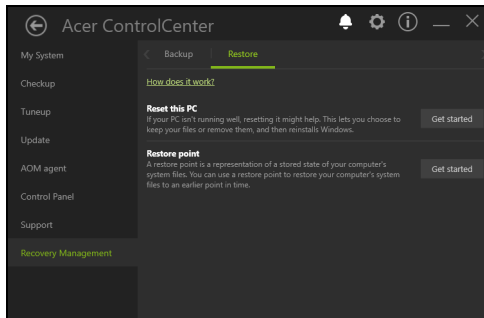 Acer ControlCenter
My System
Checkup
Tuneup
Update
AOM agent
Control Panel
Support
Recovery Management
Backup
Restore
How does it work?
Reset this PC
If your PC isn't running well, resetting it might help. This lets you choose to
keep your files or remove them, and then reinstalls Windows.
Get started
Restore point
A restore point is a representation of a stored state of your computer's
system files. You can use a restore point to restore your computer's system
files to an earlier point in time.
Get started